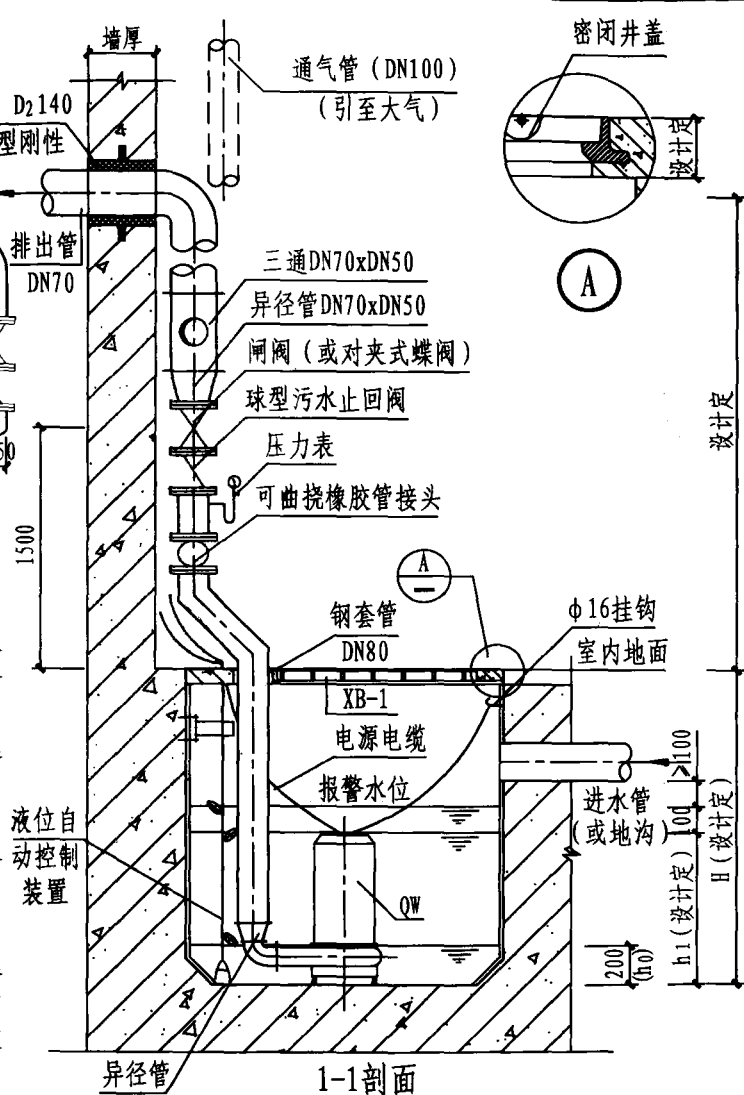 墙厚
通气管（DN100）
（引至大气）
密闭井盖
D₂140
型刚性
设计定
排出管
DN70
三通DN70xDN50
异径管DN70xDN50
闸阀（或对夹式蝶阀）
球型污水止回阀
压力表
可曲挠橡胶管接头
A
设计定
50
1500
A
钢套管
DN80
φ16挂钩
室内地面
XB-1
电源电缆
报警水位
>100
进水管
（或地沟）
100
液位自
动控制
装置
QW
h1(设计定)
H(设计定)
200
(h0)
异径管
1-1剖面